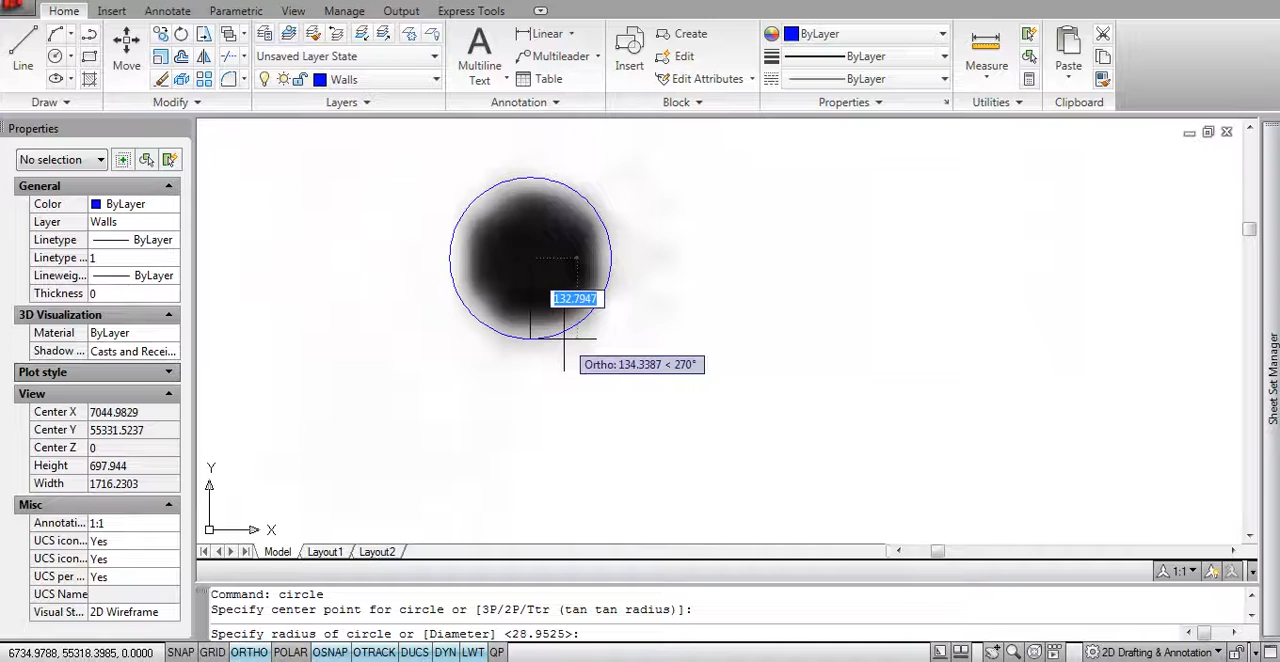 Home Insert Annotate Parametric View Manage Output Express Tools
Line Move Unsaved Layer State Walls
Multiline Text Linear Multileader Table
Insert Create Edit Edit Attributes
ByLayer
ByLayer
ByLayer
Measure Paste
Draw Modify Layers Annotation Block Properties Utilities Clipboard
Properties
No selection
General
Color ByLayer
Layer Walls
Linetype ByLayer
Linetype ... 1
Lineweig... ByLayer
Thickness 0
3D Visualization
Material ByLayer
Shadow ... Casts and Recei...
Plot style
View
Center X 7044.9829
Center Y 55331.5237
Center Z 0
Height 697.944
Width 1716.2303
Misc
Annotati... 1:1
UCS icon... Yes
UCS icon... Yes
UCS per ... Yes
UCS Name
Visual St... 2D Wireframe
132.7947
Ortho: 134.3387 < 270°
Y
X
Sheet Set Manager
Model Layout1 Layout2
1:1
Command: circle
Specify center point for circle or [3P/2P/Ttr (tan tan radius)]:
Specify radius of circle or [Diameter] <28.9525>:
6734.9788, 55318.3985, 0.0000 SNAP GRID ORTHO POLAR OSNAP OTRACK DUCS DYN LWT QP 2D Drafting & Annotation